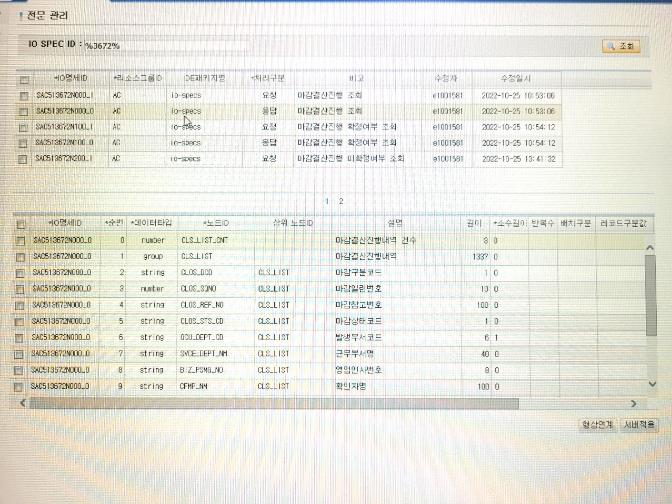 전문 관리
IO SPEC ID : %3672% 조회
*IO명세ID *리소스그룹ID IDE패키지명 *처리구분 비고 수정자 수정일시
SAC513672N000_I AC io-specs 요청 마감결산진행 조회 e1001581 2022-10-25 10:53:06
SAC513672N000_O AC io-specs 응답 마감결산진행 조회 e1001581 2022-10-25 10:53:06
SAC513672N100_I AC io-specs 요청 마감결산진행 확정여부 조회 e1001581 2022-10-25 10:54:12
SAC513672N100_O AC io-specs 응답 마감결산진행 확정여부 조회 e1001581 2022-10-25 10:54:12
SAC513672N200_I AC io-specs 요청 마감결산진행 미확정여부 조회 e1001581 2022-10-25 13:41:32
1 2
*IO명세ID *순번 *데이터타입 *노드ID 상위 노드ID 설명 길이 *소수길이 반복수 배치구분 레코드구분값
SAC513672N000_O 0 number CLS_LIST_CNT 마감결산진행내역 건수 3 0
SAC513672N000_O 1 group CLS_LIST 마감결산진행내역 1337 0
SAC513672N000_O 2 string CLOS_DCD CLS_LIST 마감구분코드 1 0
SAC513672N000_O 3 number CLOS_SQNO CLS_LIST 마감일련번호 10 0
SAC513672N000_O 4 string CLOS_REF_NO CLS_LIST 마감참고번호 100 0
SAC513672N000_O 5 string CLOS_STS_CD CLS_LIST 마감상태코드 1 0
SAC513672N000_O 6 string OCU_DEPT_CD CLS_LIST 발생부서코드 6 1
SAC513672N000_O 7 string SVCE_DEPT_NM CLS_LIST 근무부서명 40 0
SAC513672N000_O 8 string BIZ_PSNB_NO CLS_LIST 영업인사번호 8 0
SAC513672N000_O 9 string CFMP_NM CLS_LIST 확인자명 100 0
형상연계 서버적용